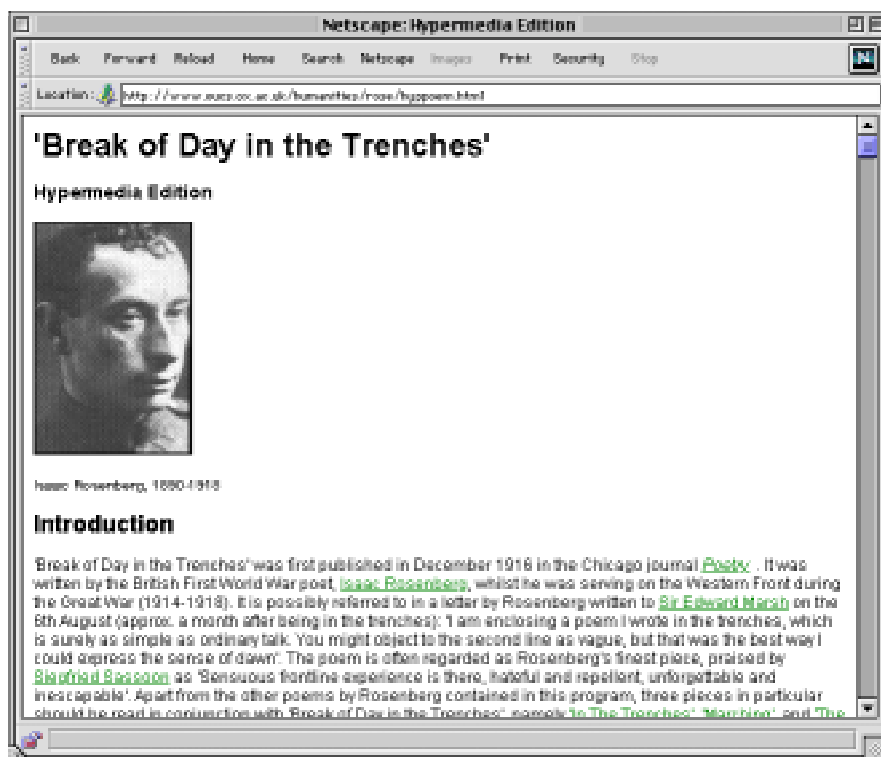 Netscape: Hypermedia Edition
Back Forward Reload Home Search Netscape Images Print Security Stop
Location: http://www.oucs.ox.ac.uk/humanities/rose/hyppoem.html
'Break of Day in the Trenches'
Hypermedia Edition
Isaac Rosenberg, 1890-1918
Introduction
'Break of Day in the Trenches' was first published in December 1916 in the Chicago journal Poetry . It was
written by the British First World War poet, Isaac Rosenberg, whilst he was serving on the Western Front during
the Great War (1914-1918). It is possibly referred to in a letter by Rosenberg written to Sir Edward Marsh on the
6th August (approx. a month after being in the trenches): 'I am enclosing a poem I wrote in the trenches, which
is surely as simple as ordinary talk. You might object to the second line as vague, but that was the best way I
could express the sense of dawn'. The poem is often regarded as Rosenberg's finest piece, praised by
Siegfried Sassoon as 'Sensuous frontline experience is there, hateful and repellent, unforgettable and
inescapable'. Apart from the other poems by Rosenberg contained in this program, three pieces in particular
should be read in conjunction with 'Break of Day in the Trenches', namely 'In The Trenches', 'Marching', and 'The